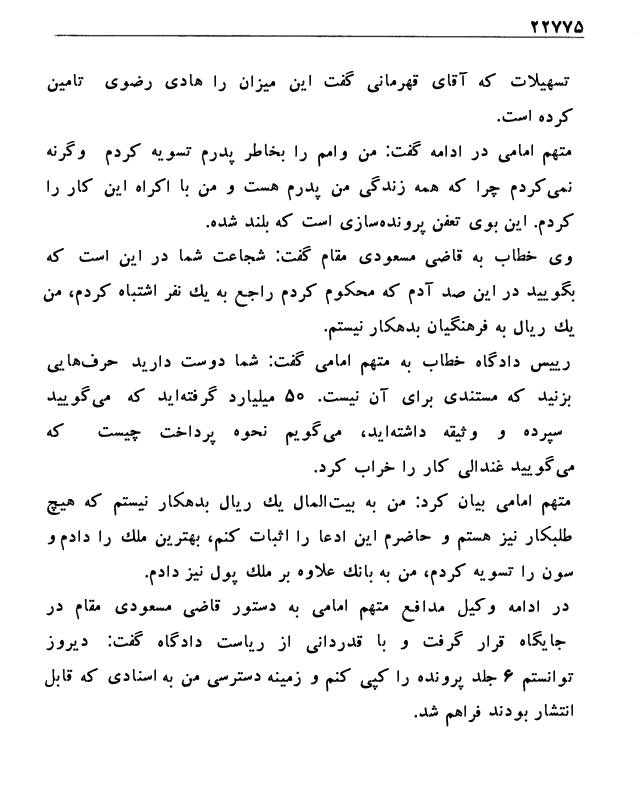 ۲۲۷۷۵
تسهیلات که آقای قهرمانی گفت این میزان را هادی رضوی تامین
کرده است.
متهم امامی در ادامه گفت: من وامم را بخاطر پدرم تسویه کردم وگرنه
نمی‌کردم چرا که همه زندگی من پدرم هست و من با اکراه این کار را
کردم. این بوی تعفن پرونده‌سازی است که بلند شده.
وی خطاب به قاضی مسعودی مقام گفت: شجاعت شما در این است که
بگویید در این صد آدم که محکوم کردم راجع به یك نفر اشتباه کردم، من
یك ریال به فرهنگیان بدهکار نیستم.
رییس دادگاه خطاب به متهم امامی گفت: شما دوست دارید حرف‌هایی
بزنید که مستندی برای آن نیست. ۵۰ میلیارد گرفته‌اید که می‌گویید
سپرده و وثیقه داشته‌اید، می‌گویم نحوه پرداخت چیست که
می‌گویید غندالی کار را خراب کرد.
متهم امامی بیان کرد: من به بیت‌المال یك ریال بدهکار نیستم که هیچ
طلبکار نیز هستم و حاضرم این ادعا را اثبات کنم، بهترین ملك را دادم و
سون را تسویه کردم، من به بانك علاوه بر ملك پول نیز دادم.
در ادامه وکیل مدافع متهم امامی به دستور قاضی مسعودی مقام در
جایگاه قرار گرفت و با قدردانی از ریاست دادگاه گفت: دیروز
توانستم ۶ جلد پرونده را کپی کنم و زمینه دسترسی من به اسنادی که قابل
انتشار بودند فراهم شد.